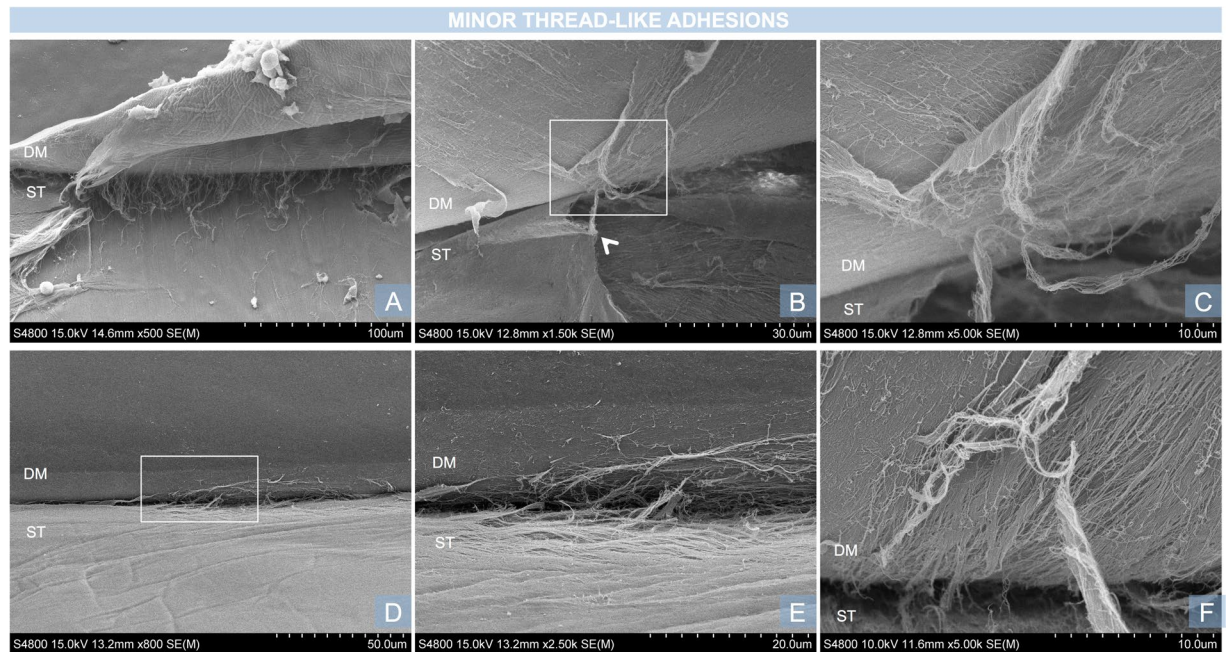 MINOR THREAD-LIKE ADHESIONS
DM
ST
A
S4800 15.0kV 14.6mm x500 SE(M)
100um
DM
ST
B
S4800 15.0kV 12.8mm x1.50k SE(M)
30.0um
DM
ST
C
S4800 15.0kV 12.8mm x5.00k SE(M)
10.0um
DM
ST
D
S4800 15.0kV 13.2mm x800 SE(M)
50.0um
DM
ST
E
S4800 15.0kV 13.2mm x2.50k SE(M)
20.0um
DM
ST
F
S4800 10.0kV 11.6mm x5.00k SE(M)
10.0um